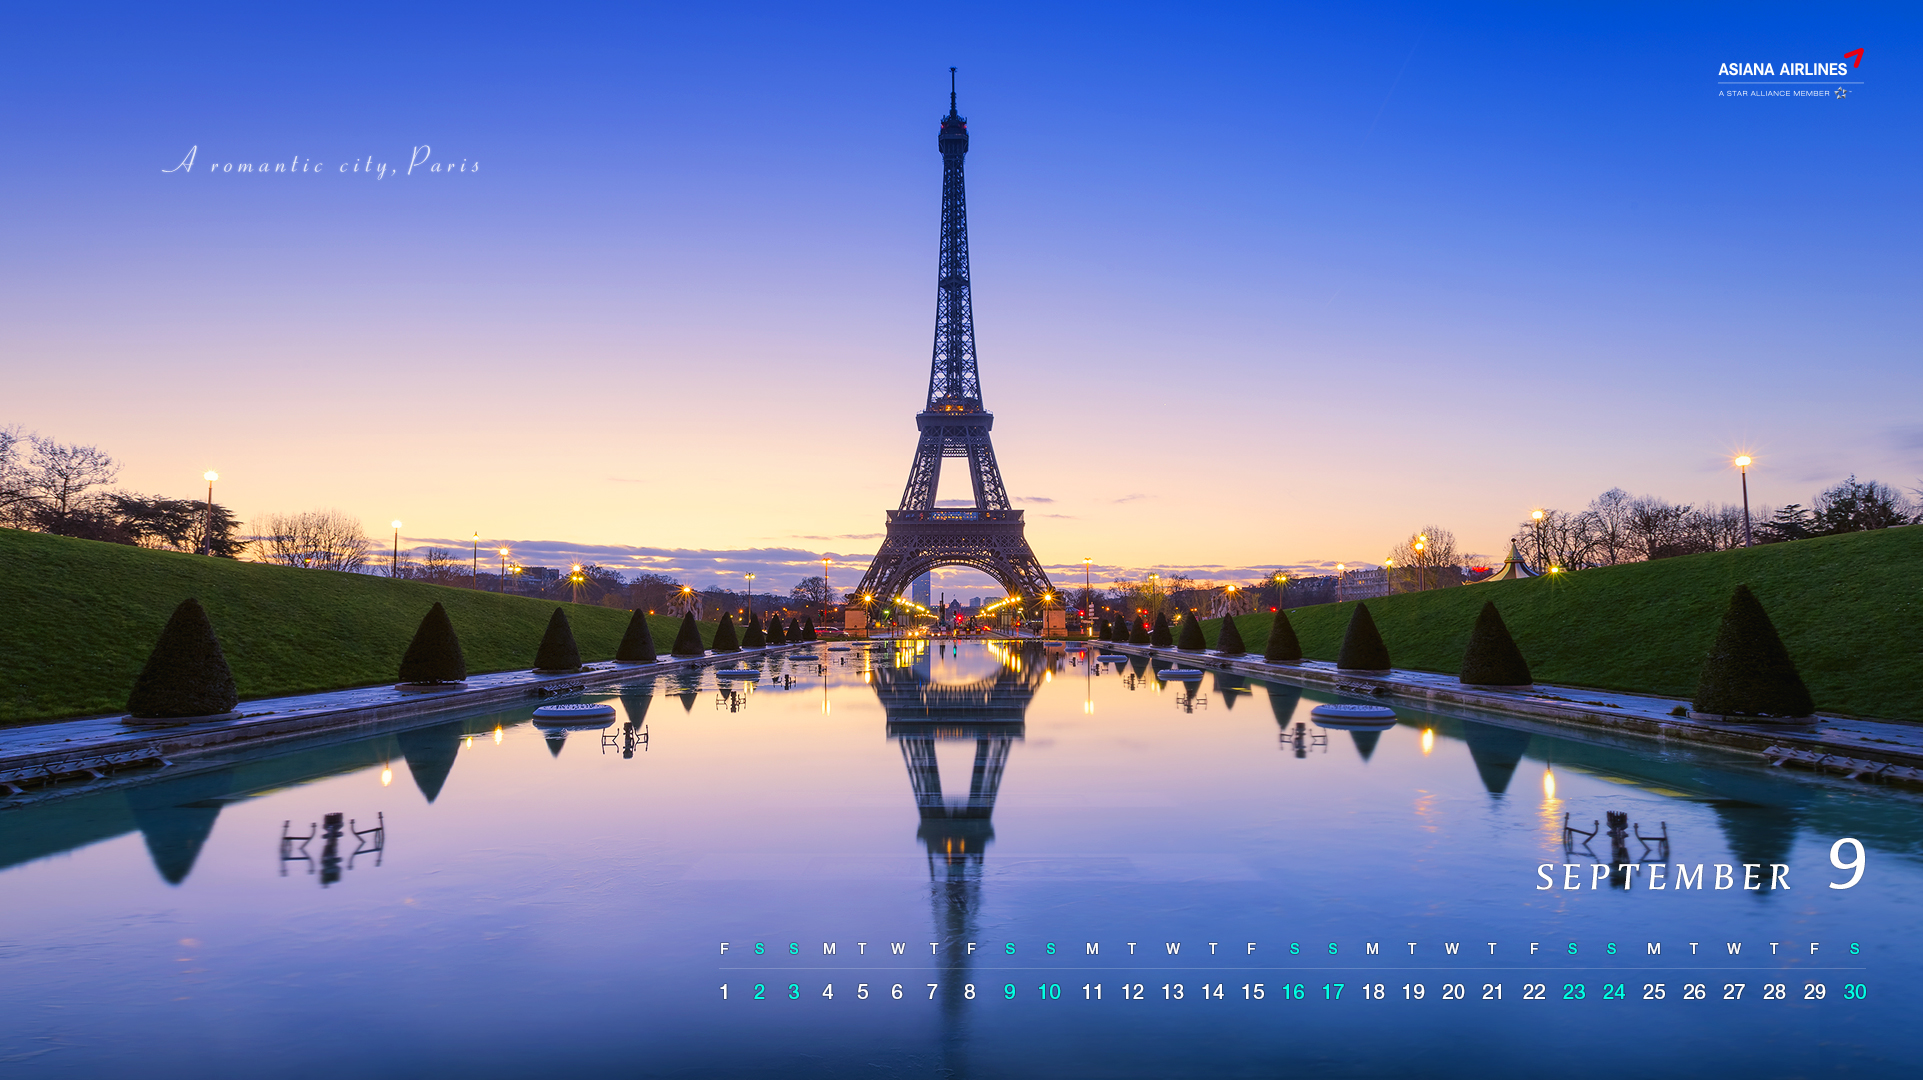 ASIANA AIRLINES
A STAR ALLIANCE MEMBER
A romantic city, Paris
SEPTEMBER 9
F S S M T W T F S S M T W T F S S M T W T F S S M T W T F S
1 2 3 4 5 6 7 8 9 10 11 12 13 14 15 16 17 18 19 20 21 22 23 24 25 26 27 28 29 30